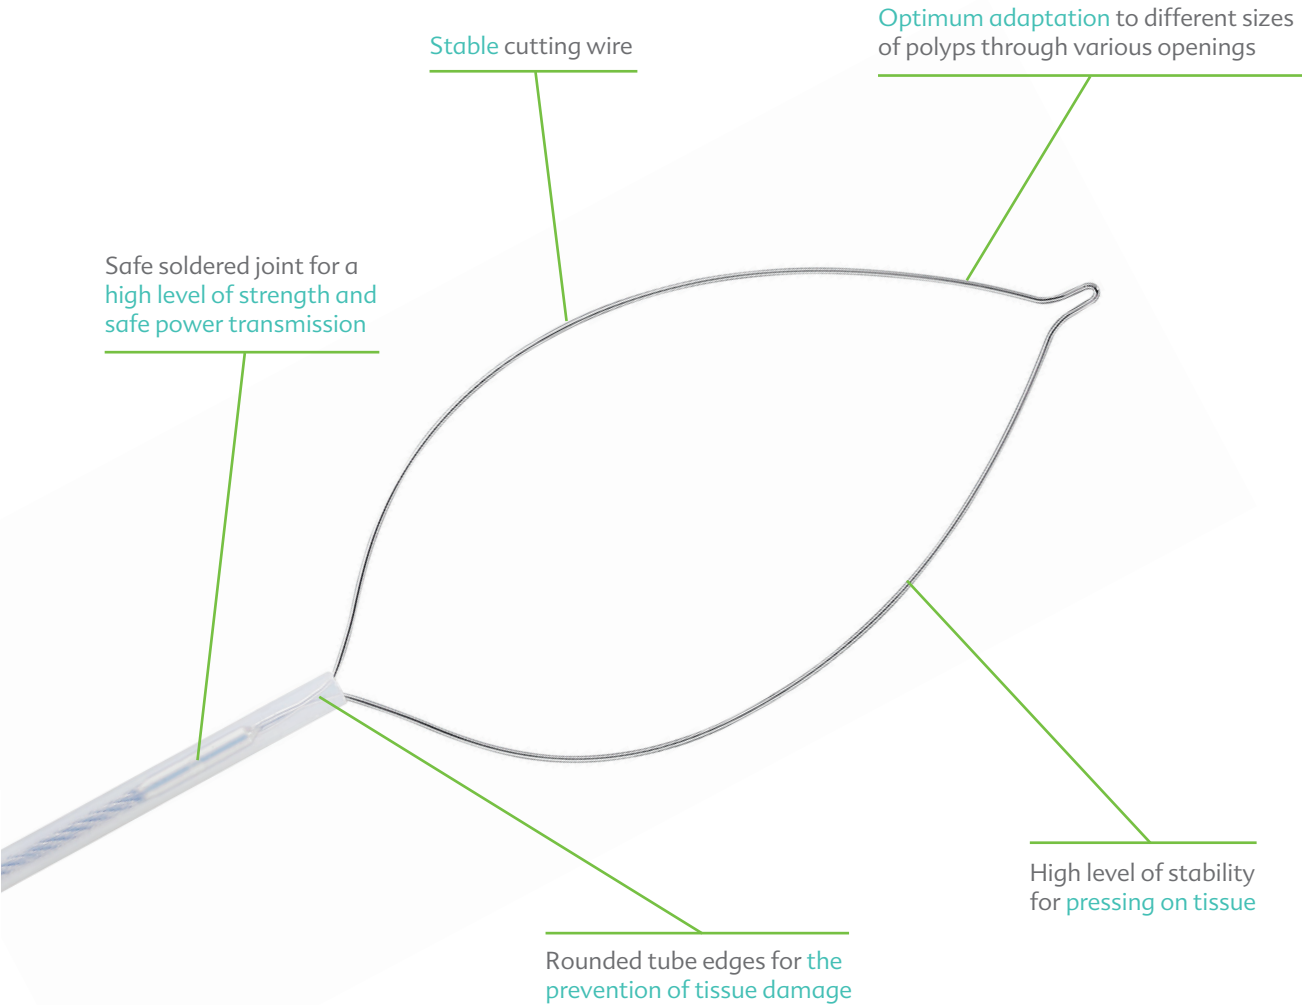 Optimum adaptation to different sizes
of polyps through various openings
Stable cutting wire
Safe soldered joint for a
high level of strength and
safe power transmission
High level of stability
for pressing on tissue
Rounded tube edges for the
prevention of tissue damage